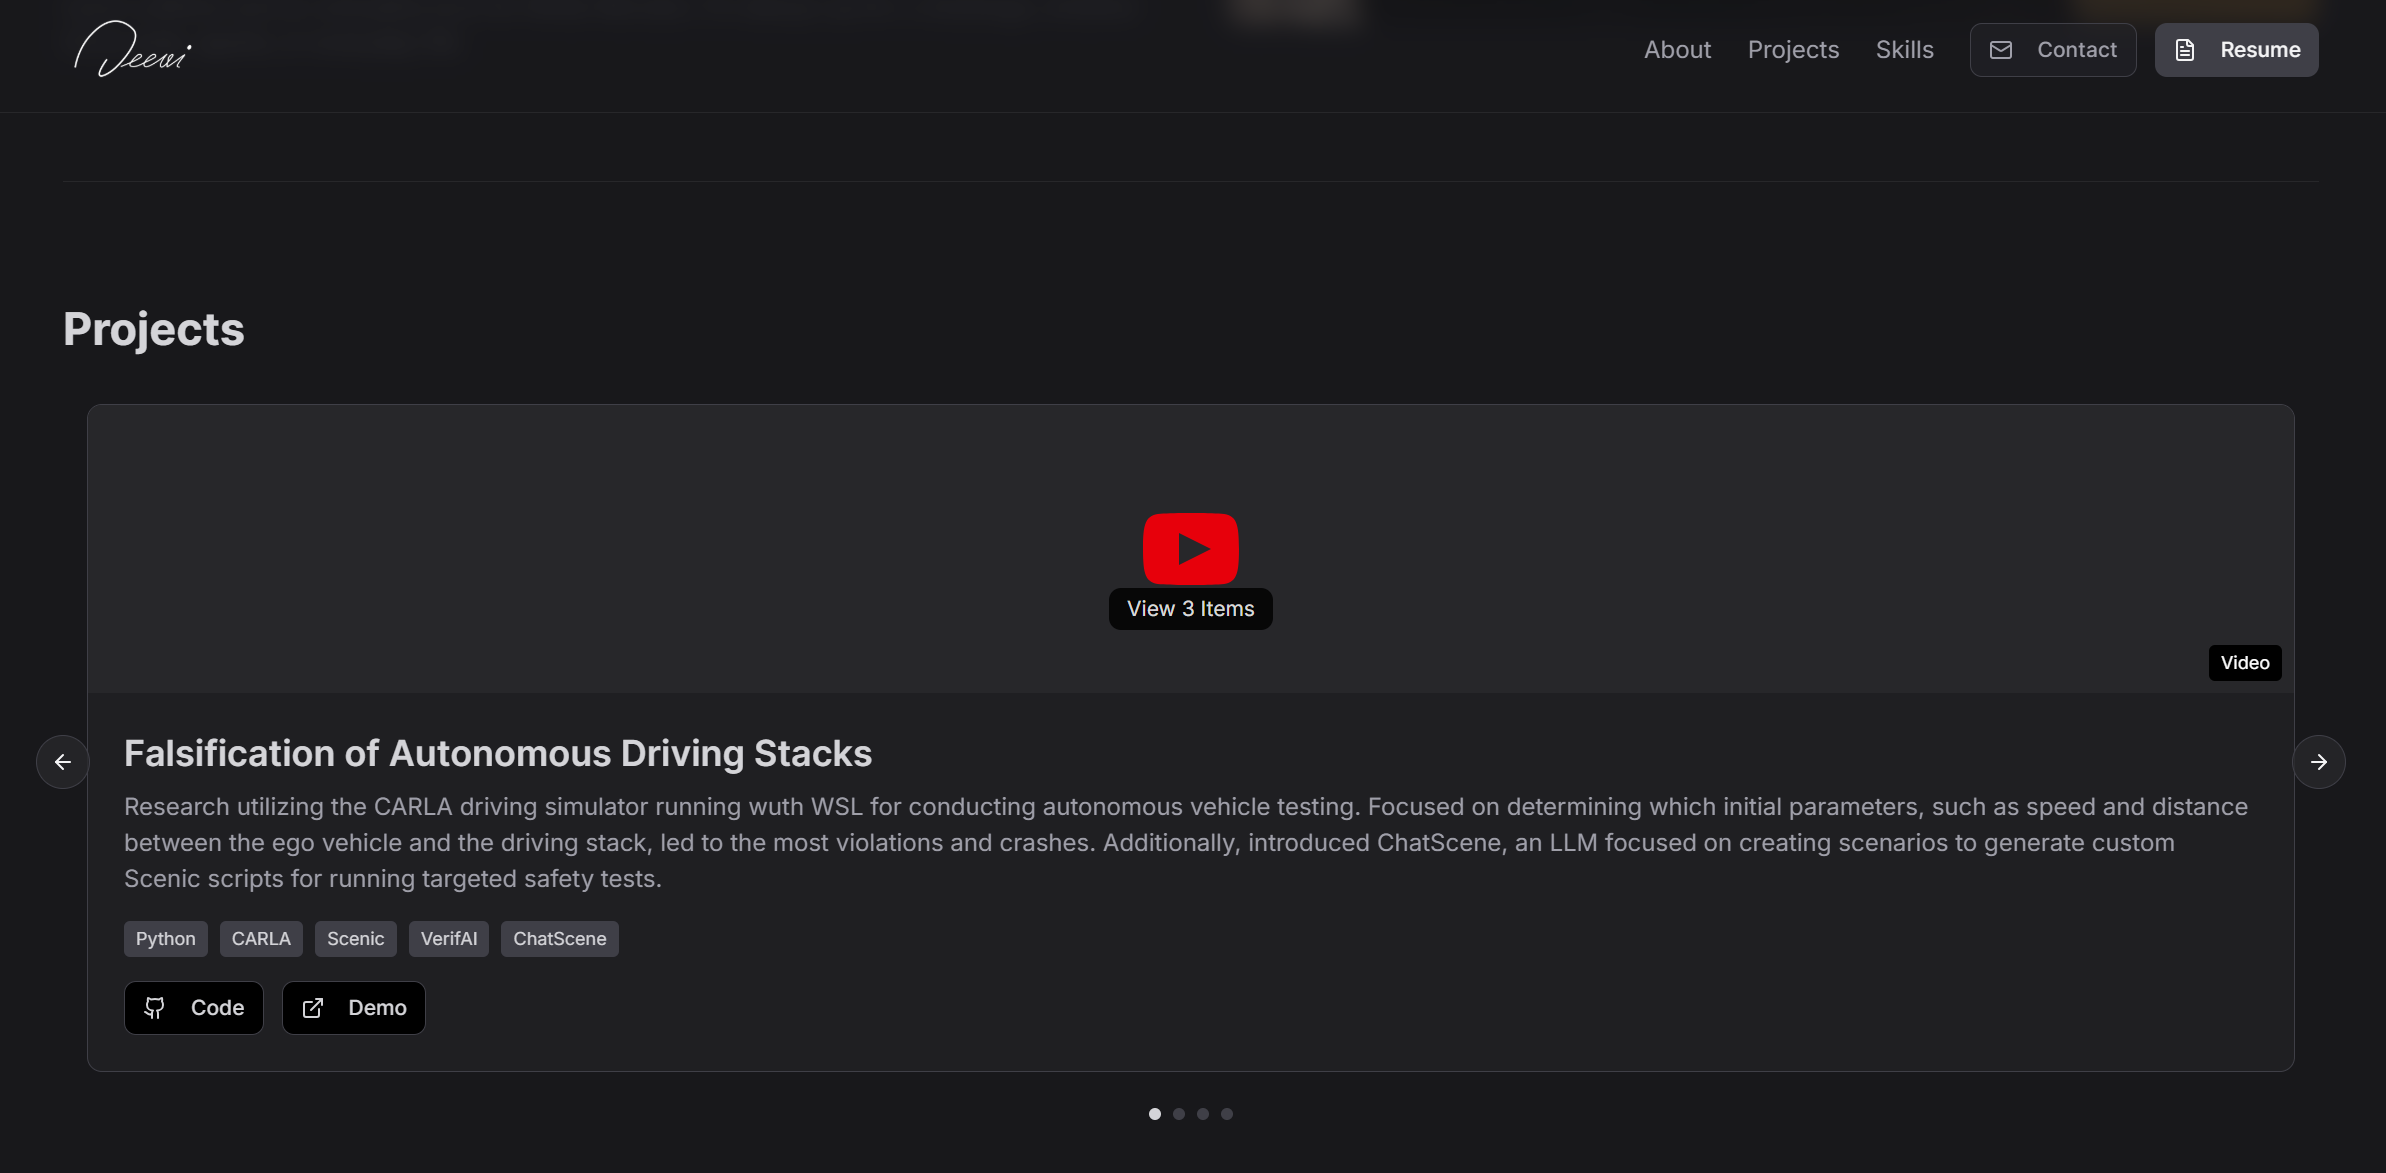 Deevi
About
Projects
Skills
Contact
Resume
Projects
View 3 Items
Video
Falsification of Autonomous Driving Stacks
Research utilizing the CARLA driving simulator running wuth WSL for conducting autonomous vehicle testing. Focused on determining which initial parameters, such as speed and distance
between the ego vehicle and the driving stack, led to the most violations and crashes. Additionally, introduced ChatScene, an LLM focused on creating scenarios to generate custom
Scenic scripts for running targeted safety tests.
Python
CARLA
Scenic
VerifAI
ChatScene
Code
Demo